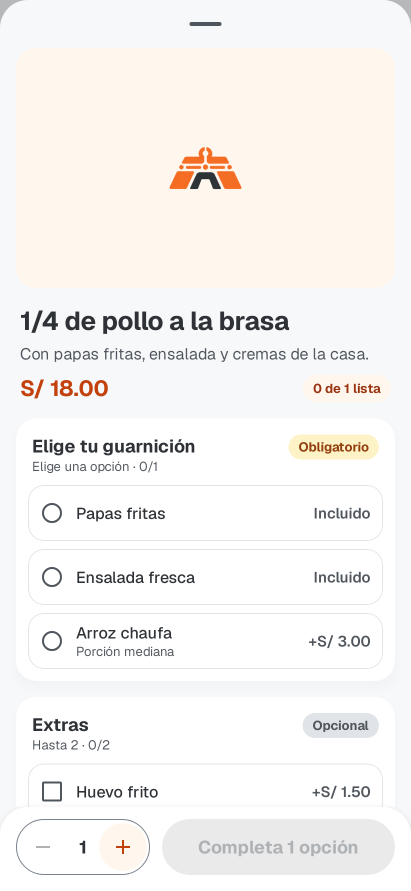 1/4 de pollo a la brasa
Con papas fritas, ensalada y cremas de la casa.
S/ 18.00
0 de 1 lista
Elige tu guarnición
Obligatorio
Elige una opción · 0/1
Papas fritas
Incluido
Ensalada fresca
Incluido
Arroz chaufa
+S/ 3.00
Porción mediana
Extras
Opcional
Hasta 2 · 0/2
Huevo frito
+S/ 1.50
1
Completa 1 opción